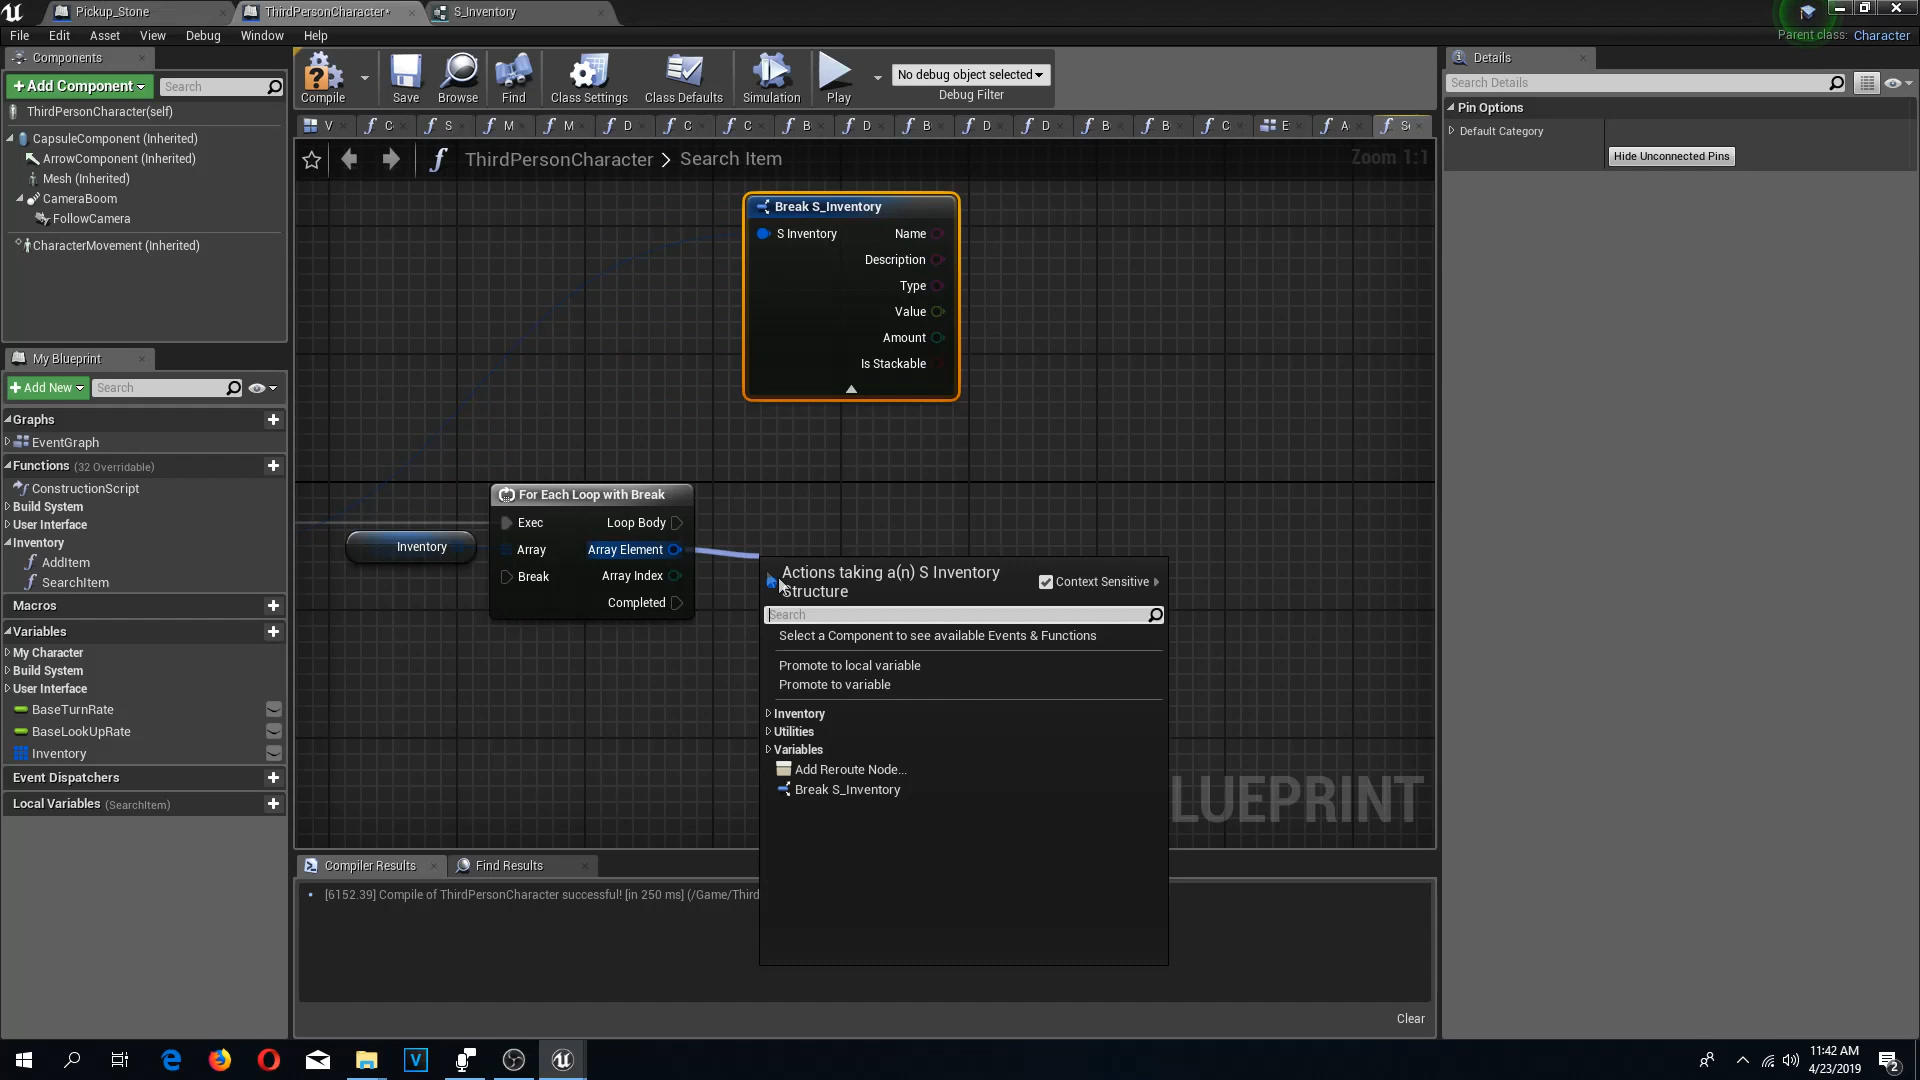 Pickup_Stone
ThirdPersonCharacter*
S_Inventory
File Edit Asset View Debug Window Help
Parent class: Character
Components
+ Add Component
Search
ThirdPersonCharacter(self)
CapsuleComponent (Inherited)
ArrowComponent (Inherited)
Mesh (Inherited)
CameraBoom
FollowCamera
CharacterMovement (Inherited)
My Blueprint
+ Add New
Search
Graphs
EventGraph
Functions (32 Overridable)
ConstructionScript
Build System
User Interface
Inventory
AddItem
SearchItem
Macros
Variables
My Character
Build System
User Interface
BaseTurnRate
BaseLookUpRate
Inventory
Event Dispatchers
Local Variables (SearchItem)
Compile
Save
Browse
Find
Class Settings
Class Defaults
Simulation
Play
No debug object selected
Debug Filter
V C S M M D C C B D B D D B B C E A Se
ThirdPersonCharacter > Search Item
Zoom 1:1
Break S_Inventory
S Inventory
Name
Description
Type
Value
Amount
Is Stackable
Inventory
For Each Loop with Break
Exec
Loop Body
Array
Array Element
Break
Array Index
Completed
Actions taking a(n) S Inventory
Structure
Context Sensitive
Search
Select a Component to see available Events & Functions
Promote to local variable
Promote to variable
Inventory
Utilities
Variables
Add Reroute Node...
Break S_Inventory
LUEPRINT
Compiler Results
Find Results
[6152.39] Compile of ThirdPersonCharacter successful! [in 250 ms] (/Game/Third
Clear
Details
Search Details
Pin Options
Default Category
Hide Unconnected Pins
11:42 AM
4/23/2019
2